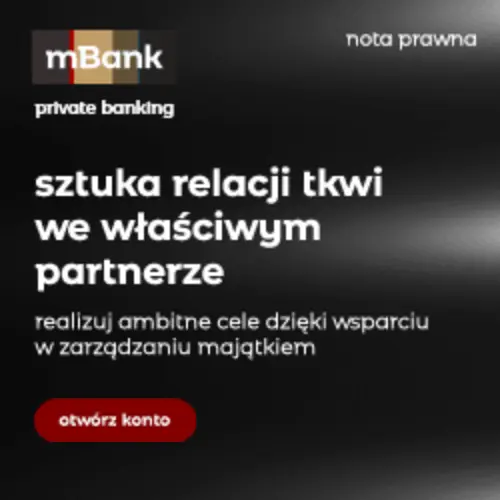 mBank
nota prawna
private banking
sztuka relacji tkwi
we właściwym
partnerze
realizuj ambitne cele dzięki wsparciu
w zarządzaniu majątkiem
otwórz konto